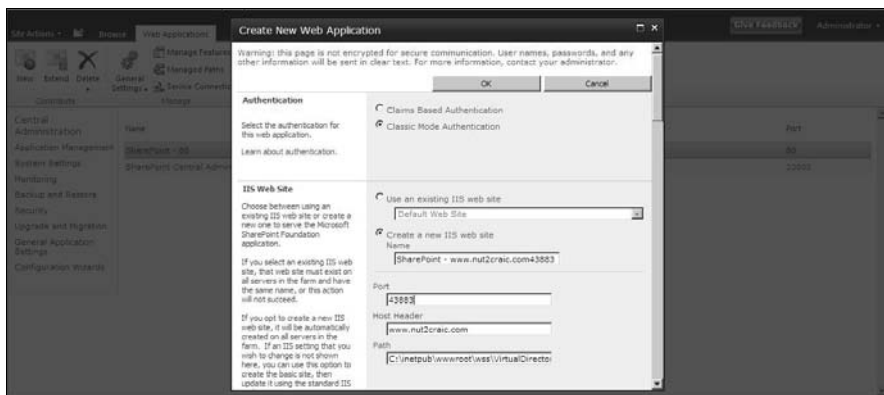 Site Actions
Browse
Web Applications
Give Feedback
Administrator
New
Extend
Delete
General Settings
Manage Features
Managed Paths
Service Connecti
Contribute
Manage
Central Administration
Application Management
System Settings
Monitoring
Backup and Restore
Security
Upgrade and Migration
General Application Settings
Configuration Wizards
Name
Port
SharePoint - 80
80
SharePoint Central Admin
Create New Web Application
Warning: this page is not encrypted for secure communication. User names, passwords, and any
other information will be sent in clear text. For more information, contact your administrator.
OK
Cancel
Authentication
Select the authentication for
this web application.
Learn about authentication.
Claims Based Authentication
Classic Mode Authentication
IIS Web Site
Choose between using an
existing IIS web site or create a
new one to serve the Microsoft
SharePoint Foundation
application.
If you select an existing IIS web
site, that web site must exist on
all servers in the farm and have
the same name, or this action
will not succeed.
If you opt to create a new IIS
web site, it will be automatically
created on all servers in the
farm. If an IIS setting that you
wish to change is not shown
here, you can use this option to
create the basic site, then
update it using the standard IIS
Use an existing IIS web site
Default Web Site
Create a new IIS web site
Name
SharePoint - www.nut2craic.com43883
Port
43883
Host Header
www.nut2craic.com
Path
C:\inetpub\wwwroot\wss\VirtualDirector